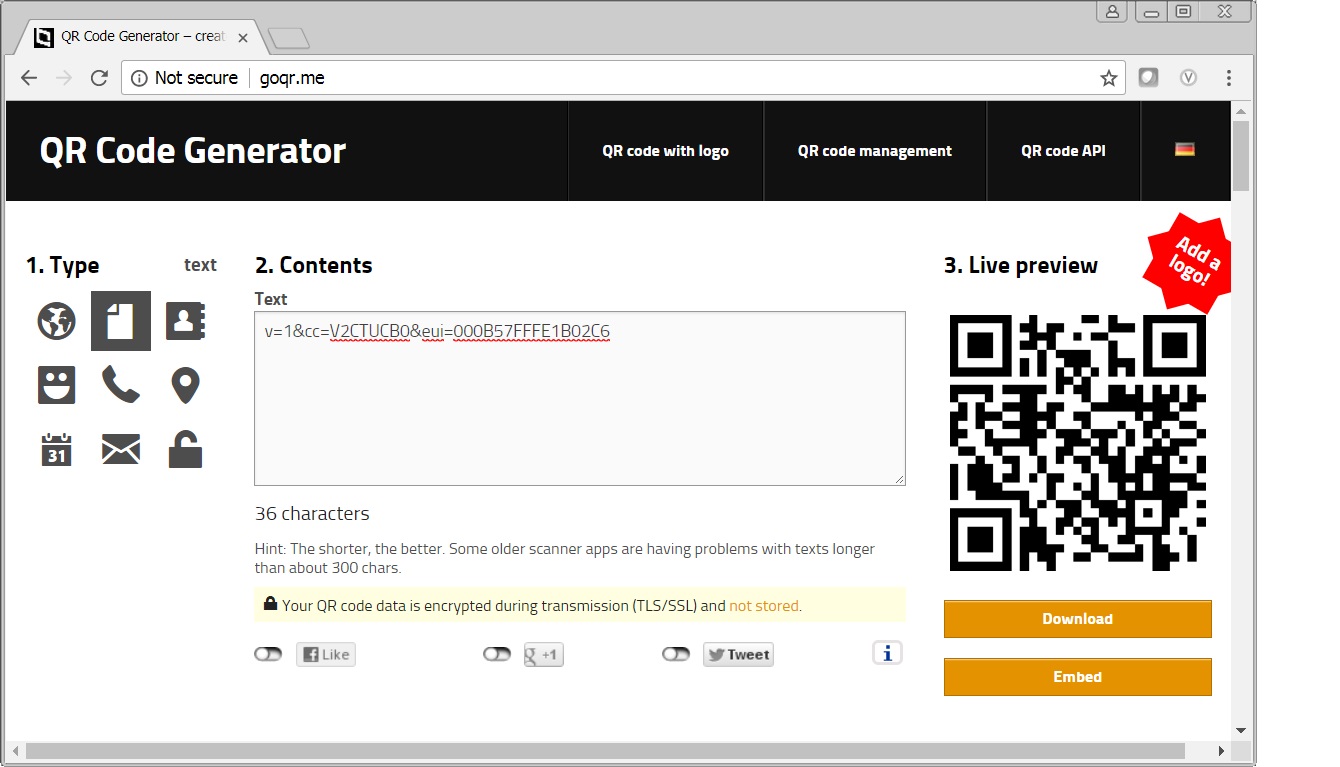 QR Code Generator – creat
Not secure goqr.me
QR Code Generator
QR code with logo
QR code management
QR code API
1. Type text
31
2. Contents
Text
v=1&cc=V2CTUCB0&eui=000B57FFFE1B02C6
36 characters
Hint: The shorter, the better. Some older scanner apps are having problems with texts longer
than about 300 chars.
Your QR code data is encrypted during transmission (TLS/SSL) and not stored.
Like
g +1
Tweet
i
3. Live preview
Add a
logo!
Download
Embed